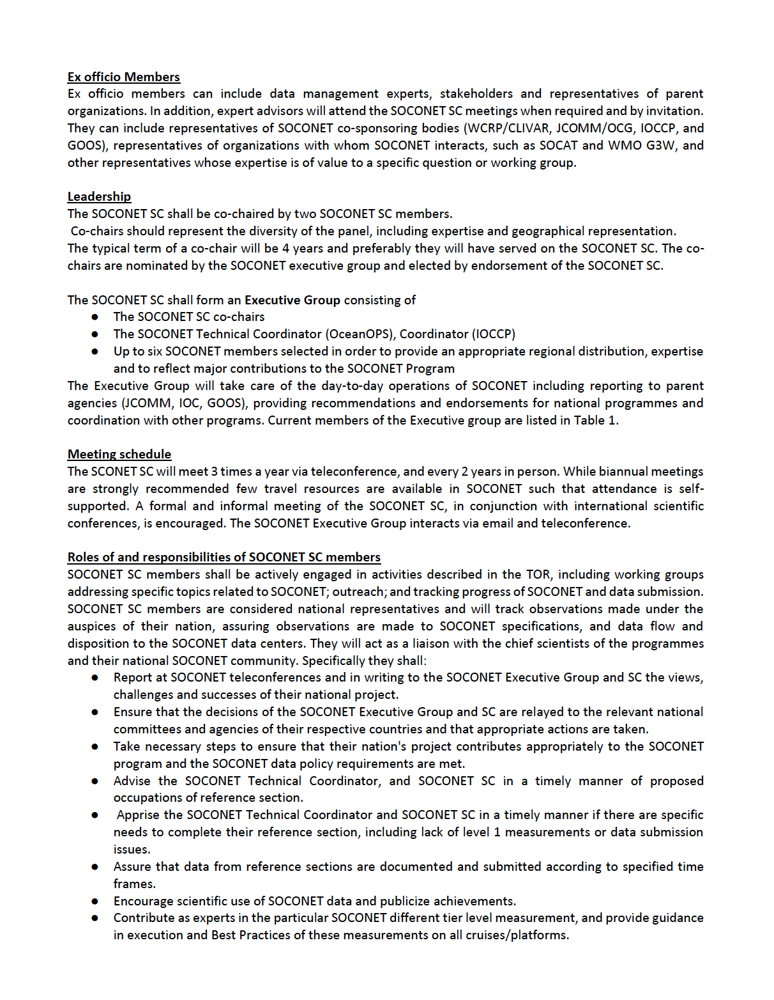 Ex officio Members
Ex officio members can include data management experts, stakeholders and representatives of parent
organizations. In addition, expert advisors will attend the SOCONET SC meetings when required and by invitation.
They can include representatives of SOCONET co-sponsoring bodies (WCRP/CLIVAR, JCOMM/OCG, IOCCP, and
GOOS), representatives of organizations with whom SOCONET interacts, such as SOCAT and WMO G3W, and
other representatives whose expertise is of value to a specific question or working group.
Leadership
The SOCONET SC shall be co-chaired by two SOCONET SC members.
Co-chairs should represent the diversity of the panel, including expertise and geographical representation.
The typical term of a co-chair will be 4 years and preferably they will have served on the SOCONET SC. The co-
chairs are nominated by the SOCONET executive group and elected by endorsement of the SOCONET SC.
The SOCONET SC shall form an Executive Group consisting of
● The SOCONET SC co-chairs
● The SOCONET Technical Coordinator (OceanOPS), Coordinator (IOCCP)
● Up to six SOCONET members selected in order to provide an appropriate regional distribution, expertise
and to reflect major contributions to the SOCONET Program
The Executive Group will take care of the day-to-day operations of SOCONET including reporting to parent
agencies (JCOMM, IOC, GOOS), providing recommendations and endorsements for national programmes and
coordination with other programs. Current members of the Executive group are listed in Table 1.
Meeting schedule
The SCONET SC will meet 3 times a year via teleconference, and every 2 years in person. While biannual meetings
are strongly recommended few travel resources are available in SOCONET such that attendance is self-
supported. A formal and informal meeting of the SOCONET SC, in conjunction with international scientific
conferences, is encouraged. The SOCONET Executive Group interacts via email and teleconference.
Roles of and responsibilities of SOCONET SC members
SOCONET SC members shall be actively engaged in activities described in the TOR, including working groups
addressing specific topics related to SOCONET; outreach; and tracking progress of SOCONET and data submission.
SOCONET SC members are considered national representatives and will track observations made under the
auspices of their nation, assuring observations are made to SOCONET specifications, and data flow and
disposition to the SOCONET data centers. They will act as a liaison with the chief scientists of the programmes
and their national SOCONET community. Specifically they shall:
● Report at SOCONET teleconferences and in writing to the SOCONET Executive Group and SC the views,
challenges and successes of their national project.
● Ensure that the decisions of the SOCONET Executive Group and SC are relayed to the relevant national
committees and agencies of their respective countries and that appropriate actions are taken.
● Take necessary steps to ensure that their nation's project contributes appropriately to the SOCONET
program and the SOCONET data policy requirements are met.
● Advise the SOCONET Technical Coordinator, and SOCONET SC in a timely manner of proposed
occupations of reference section.
● Apprise the SOCONET Technical Coordinator and SOCONET SC in a timely manner if there are specific
needs to complete their reference section, including lack of level 1 measurements or data submission
issues.
● Assure that data from reference sections are documented and submitted according to specified time
frames.
● Encourage scientific use of SOCONET data and publicize achievements.
● Contribute as experts in the particular SOCONET different tier level measurement, and provide guidance
in execution and Best Practices of these measurements on all cruises/platforms.